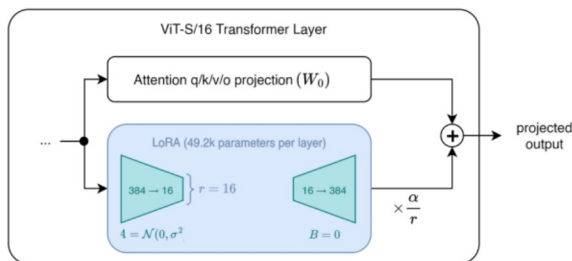 ViT-S/16 Transformer Layer
Attention q/k/v/o projection (W₀)
...
LoRA (49.2k parameters per layer)
384 → 16
r = 16
16 → 384
4 = 𝒩(0, σ²
B = 0
× α/r
+
projected
output